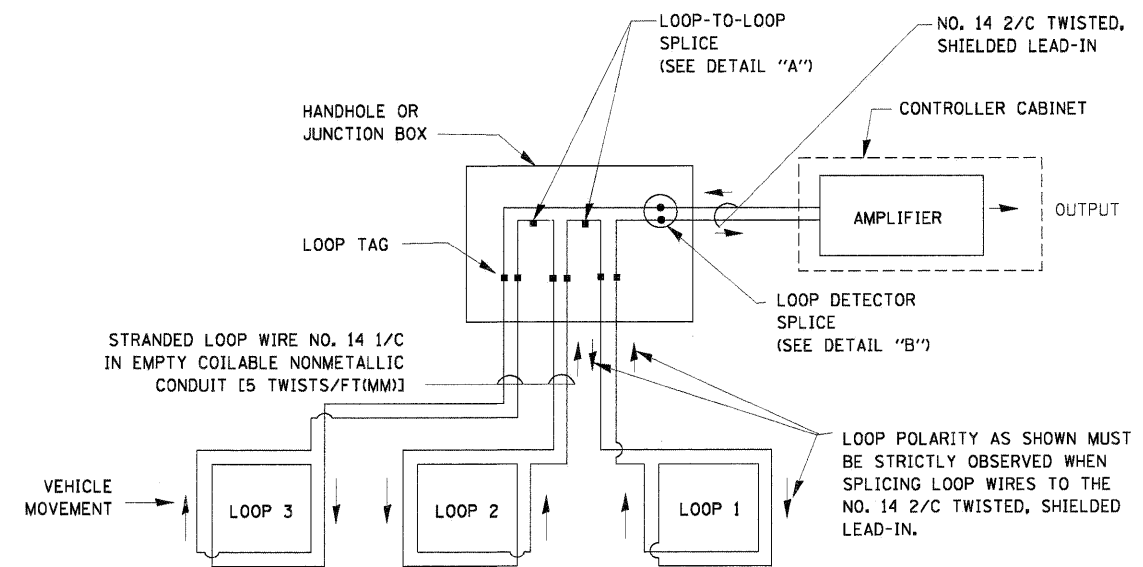 LOOP-TO-LOOP
SPLICE
(SEE DETAIL "A")
NO. 14 2/C TWISTED,
SHIELDED LEAD-IN
HANDHOLE OR
JUNCTION BOX
CONTROLLER CABINET
AMPLIFIER
OUTPUT
LOOP TAG
LOOP DETECTOR
SPLICE
(SEE DETAIL "B")
STRANDED LOOP WIRE NO. 14 1/C
IN EMPTY COILABLE NONMETALLIC
CONDUIT [5 TWISTS/FT(MM)]
LOOP POLARITY AS SHOWN MUST
BE STRICTLY OBSERVED WHEN
SPLICING LOOP WIRES TO THE
NO. 14 2/C TWISTED, SHIELDED
LEAD-IN.
VEHICLE
MOVEMENT
LOOP 3
LOOP 2
LOOP 1